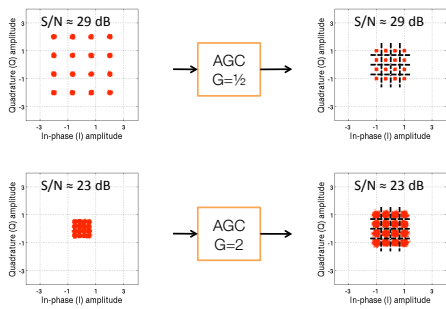 S/N ≈ 29 dB
Quadrature (Q) amplitude
3
1
-1
-3
-3 -1 1 3
In-phase (I) amplitude
AGC
G=½
S/N ≈ 29 dB
Quadrature (Q) amplitude
3
1
-1
-3
-3 -1 1 3
In-phase (I) amplitude
S/N ≈ 23 dB
Quadrature (Q) amplitude
3
1
-1
-3
-3 -1 1 3
In-phase (I) amplitude
AGC
G=2
S/N ≈ 23 dB
Quadrature (Q) amplitude
3
1
-1
-3
-3 -1 1 3
In-phase (I) amplitude